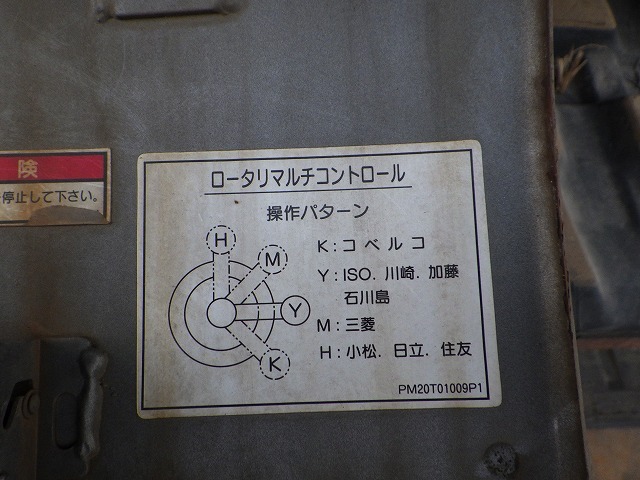 険
停止して下さい。
ロータリマルチコントロール
操作パターン
H
M
Y
K
K:コベルコ
Y:ISO. 川崎. 加藤
石川島
M:三菱
H:小松. 日立. 住友
PM20T01009P1